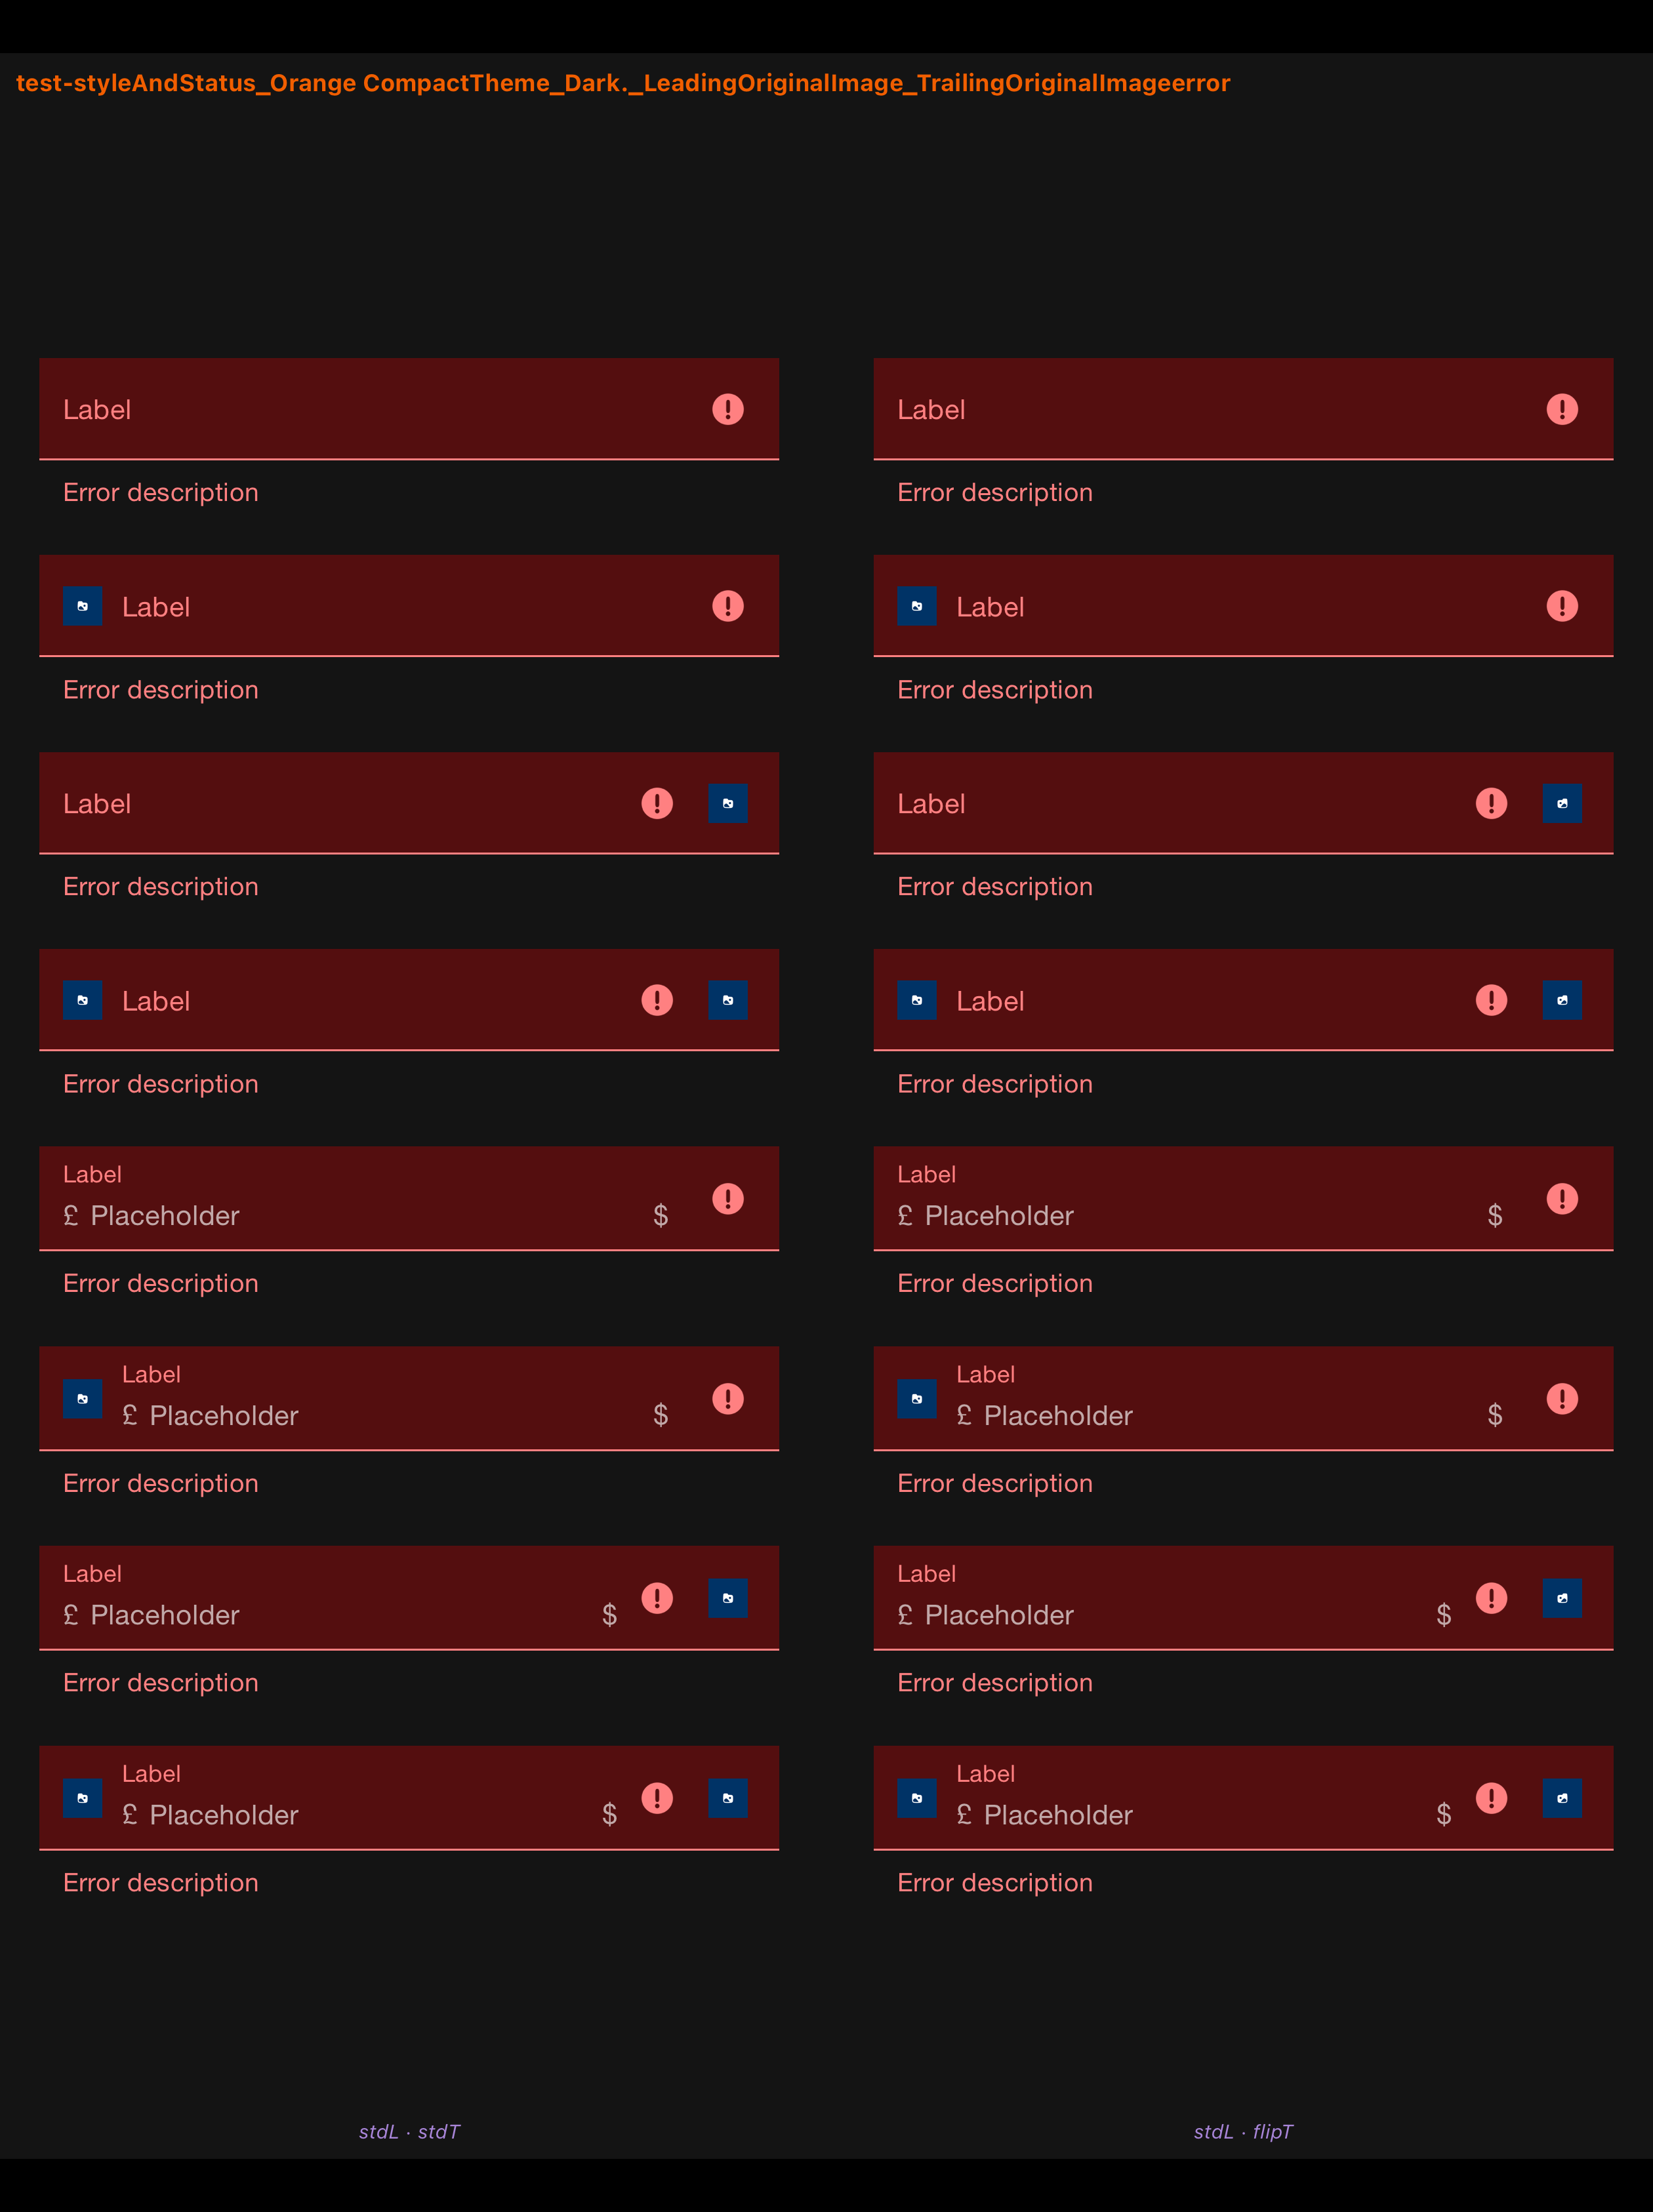 test-styleAndStatus_Orange CompactTheme_Dark._LeadingOriginalImage_TrailingOriginalImageerror
Label
Error description
Label
Error description
Label
Error description
Label
Error description
Label
£ Placeholder $
Error description
Label
£ Placeholder $
Error description
Label
£ Placeholder $
Error description
Label
£ Placeholder $
Error description
stdL · stdT
Label
Error description
Label
Error description
Label
Error description
Label
Error description
Label
£ Placeholder $
Error description
Label
£ Placeholder $
Error description
Label
£ Placeholder $
Error description
Label
£ Placeholder $
Error description
stdL · flipT